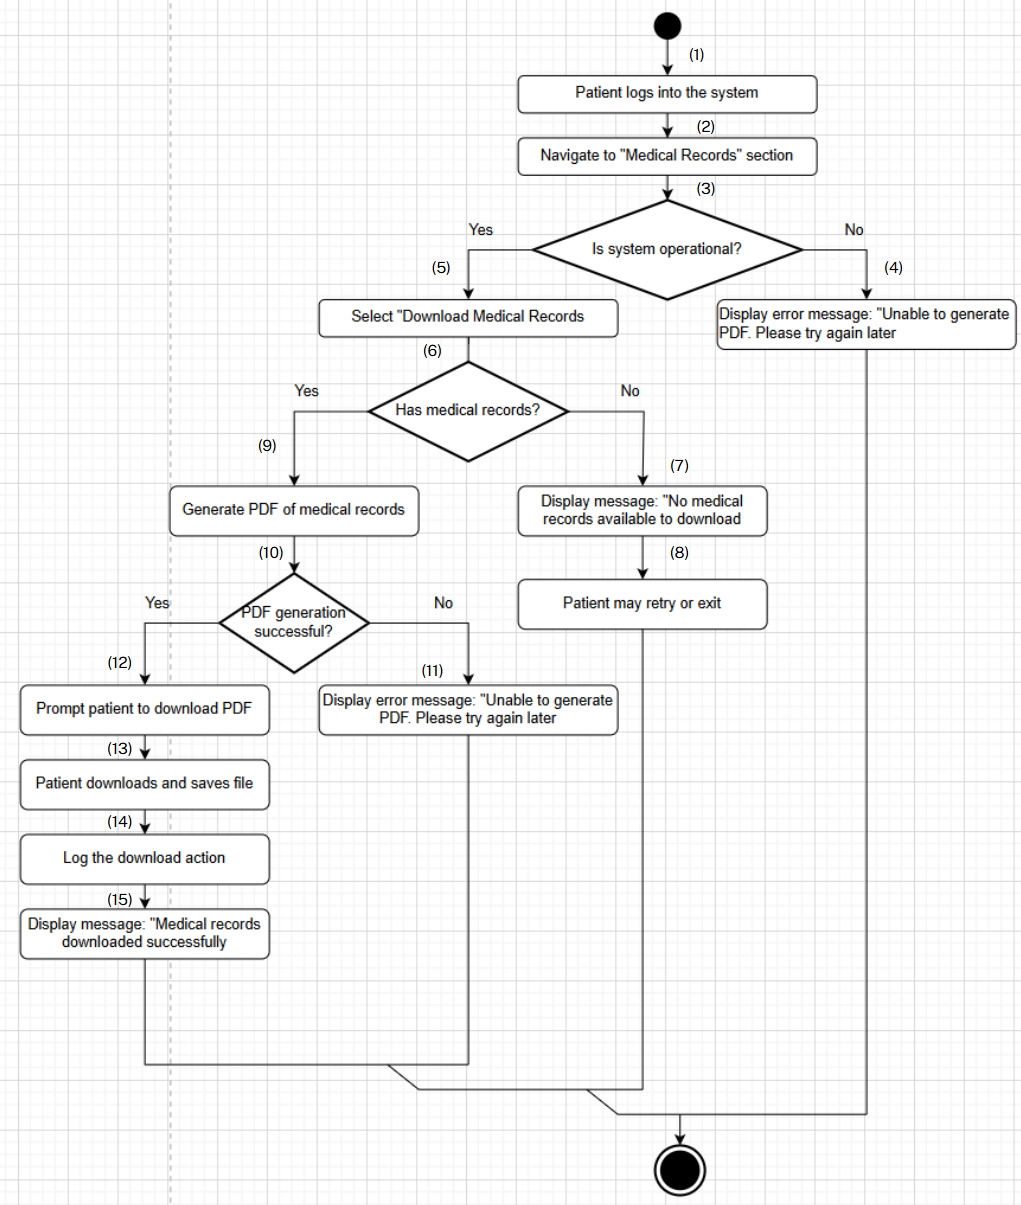 (1)
Patient logs into the system
(2)
Navigate to "Medical Records" section
(3)
Is system operational?
Yes
No
(5)
(4)
Select "Download Medical Records
Display error message: "Unable to generate
PDF. Please try again later
(6)
Has medical records?
Yes
No
(9)
(7)
Generate PDF of medical records
Display message: "No medical
records available to download
(10)
(8)
PDF generation
successful?
Yes
No
Patient may retry or exit
(12)
(11)
Prompt patient to download PDF
Display error message: "Unable to generate
PDF. Please try again later
(13)
Patient downloads and saves file
(14)
Log the download action
(15)
Display message: "Medical records
downloaded successfully